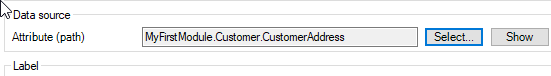 Data source
Attribute (path) MyFirstModule.Customer.CustomerAddress Select... Show
Label